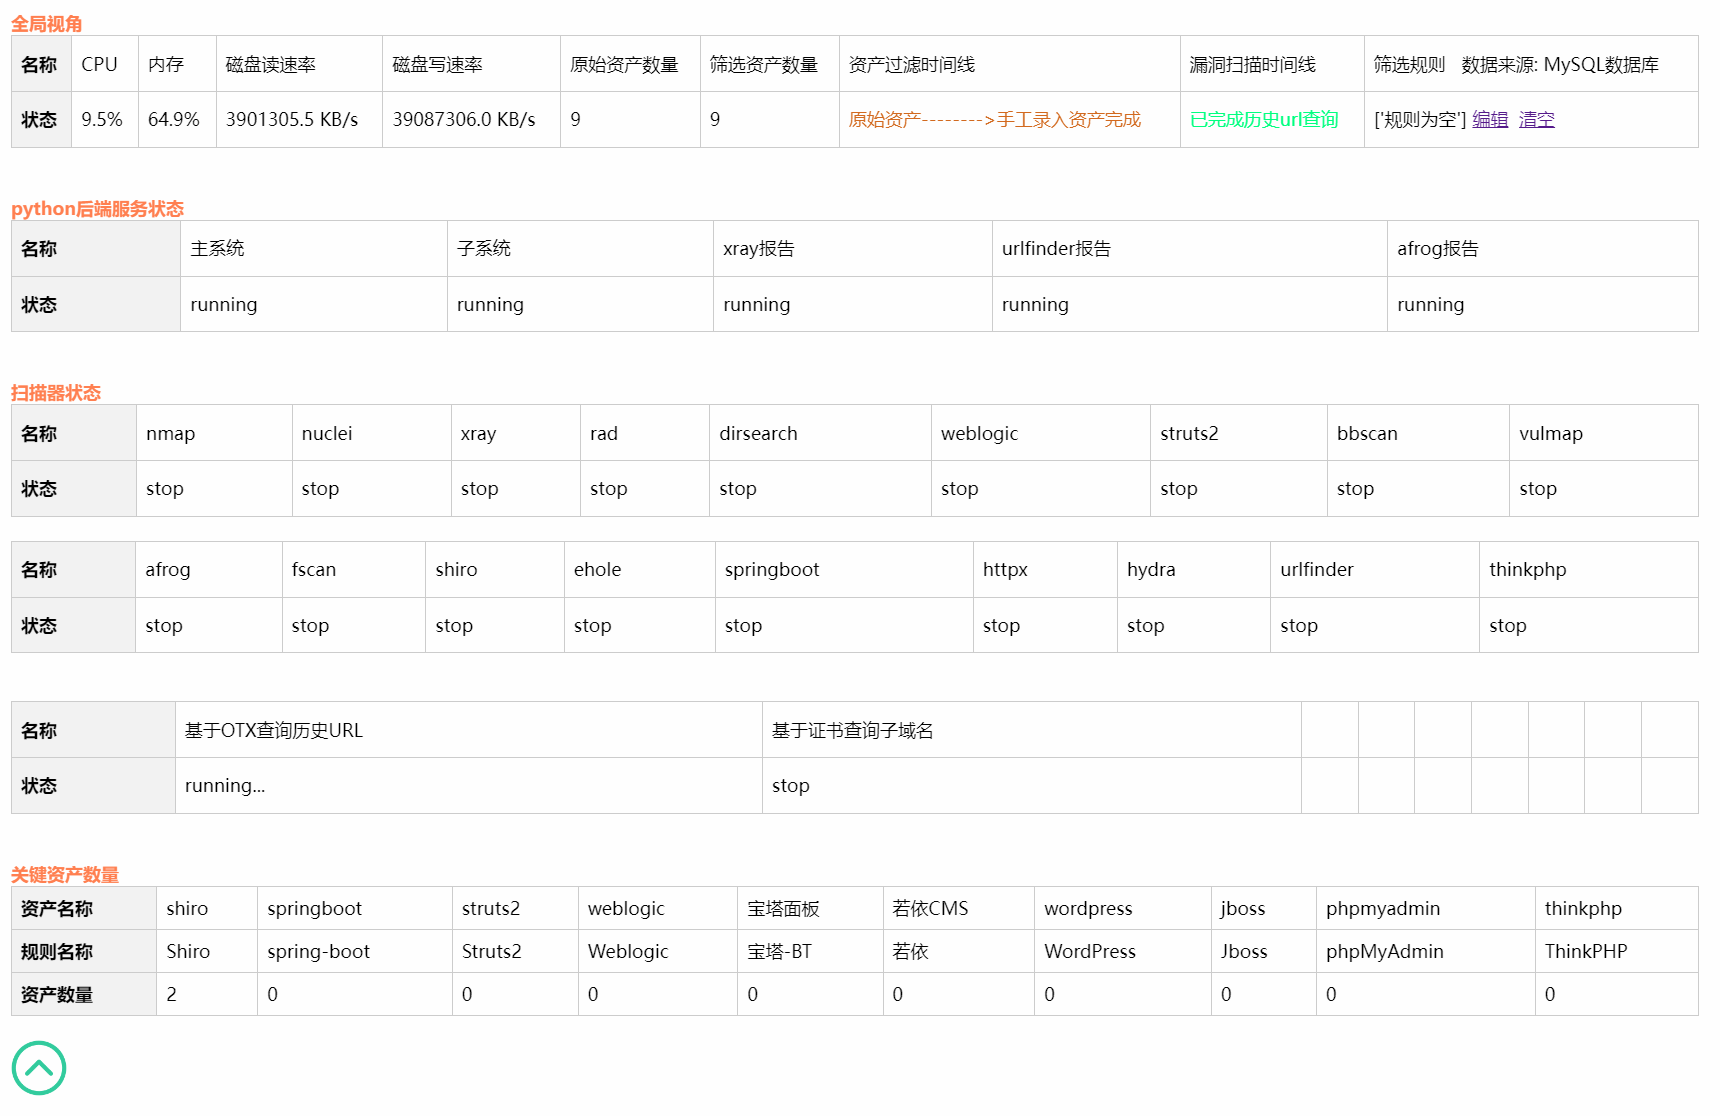 全局视角
名称 CPU 内存 磁盘读速率 磁盘写速率 原始资产数量 筛选资产数量 资产过滤时间线 漏洞扫描时间线 筛选规则 数据来源: MySQL数据库
状态 9.5% 64.9% 3901305.5 KB/s 39087306.0 KB/s 9 9 原始资产-------->手工录入资产完成 已完成历史url查询 ['规则为空'] 编辑 清空
python后端服务状态
名称 主系统 子系统 xray报告 urlfinder报告 afrog报告
状态 running running running running running
扫描器状态
名称 nmap nuclei xray rad dirsearch weblogic struts2 bbscan vulmap
状态 stop stop stop stop stop stop stop stop stop
名称 afrog fscan shiro ehole springboot httpx hydra urlfinder thinkphp
状态 stop stop stop stop stop stop stop stop stop
名称 基于OTX查询历史URL 基于证书查询子域名
状态 running... stop
关键资产数量
资产名称 shiro springboot struts2 weblogic 宝塔面板 若依CMS wordpress jboss phpmyadmin thinkphp
规则名称 Shiro spring-boot Struts2 Weblogic 宝塔-BT 若依 WordPress Jboss phpMyAdmin ThinkPHP
资产数量 2 0 0 0 0 0 0 0 0 0